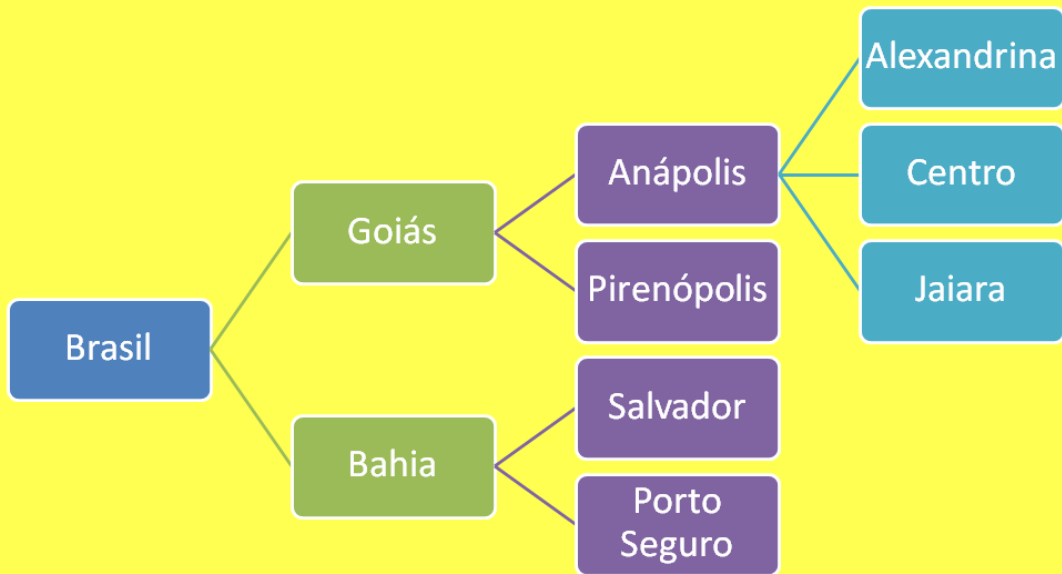 Brasil
Goiás
Bahia
Anápolis
Pirenópolis
Salvador
Porto
Seguro
Alexandrina
Centro
Jaiara